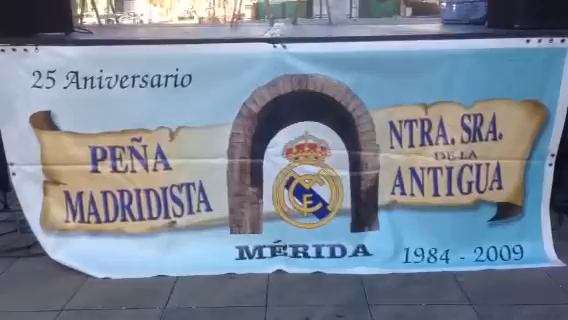 25 Aniversario
PEÑA
MADRIDISTA
NTRA. SRA.
DE LA
ANTIGUA
MÉRIDA
1984 - 2009